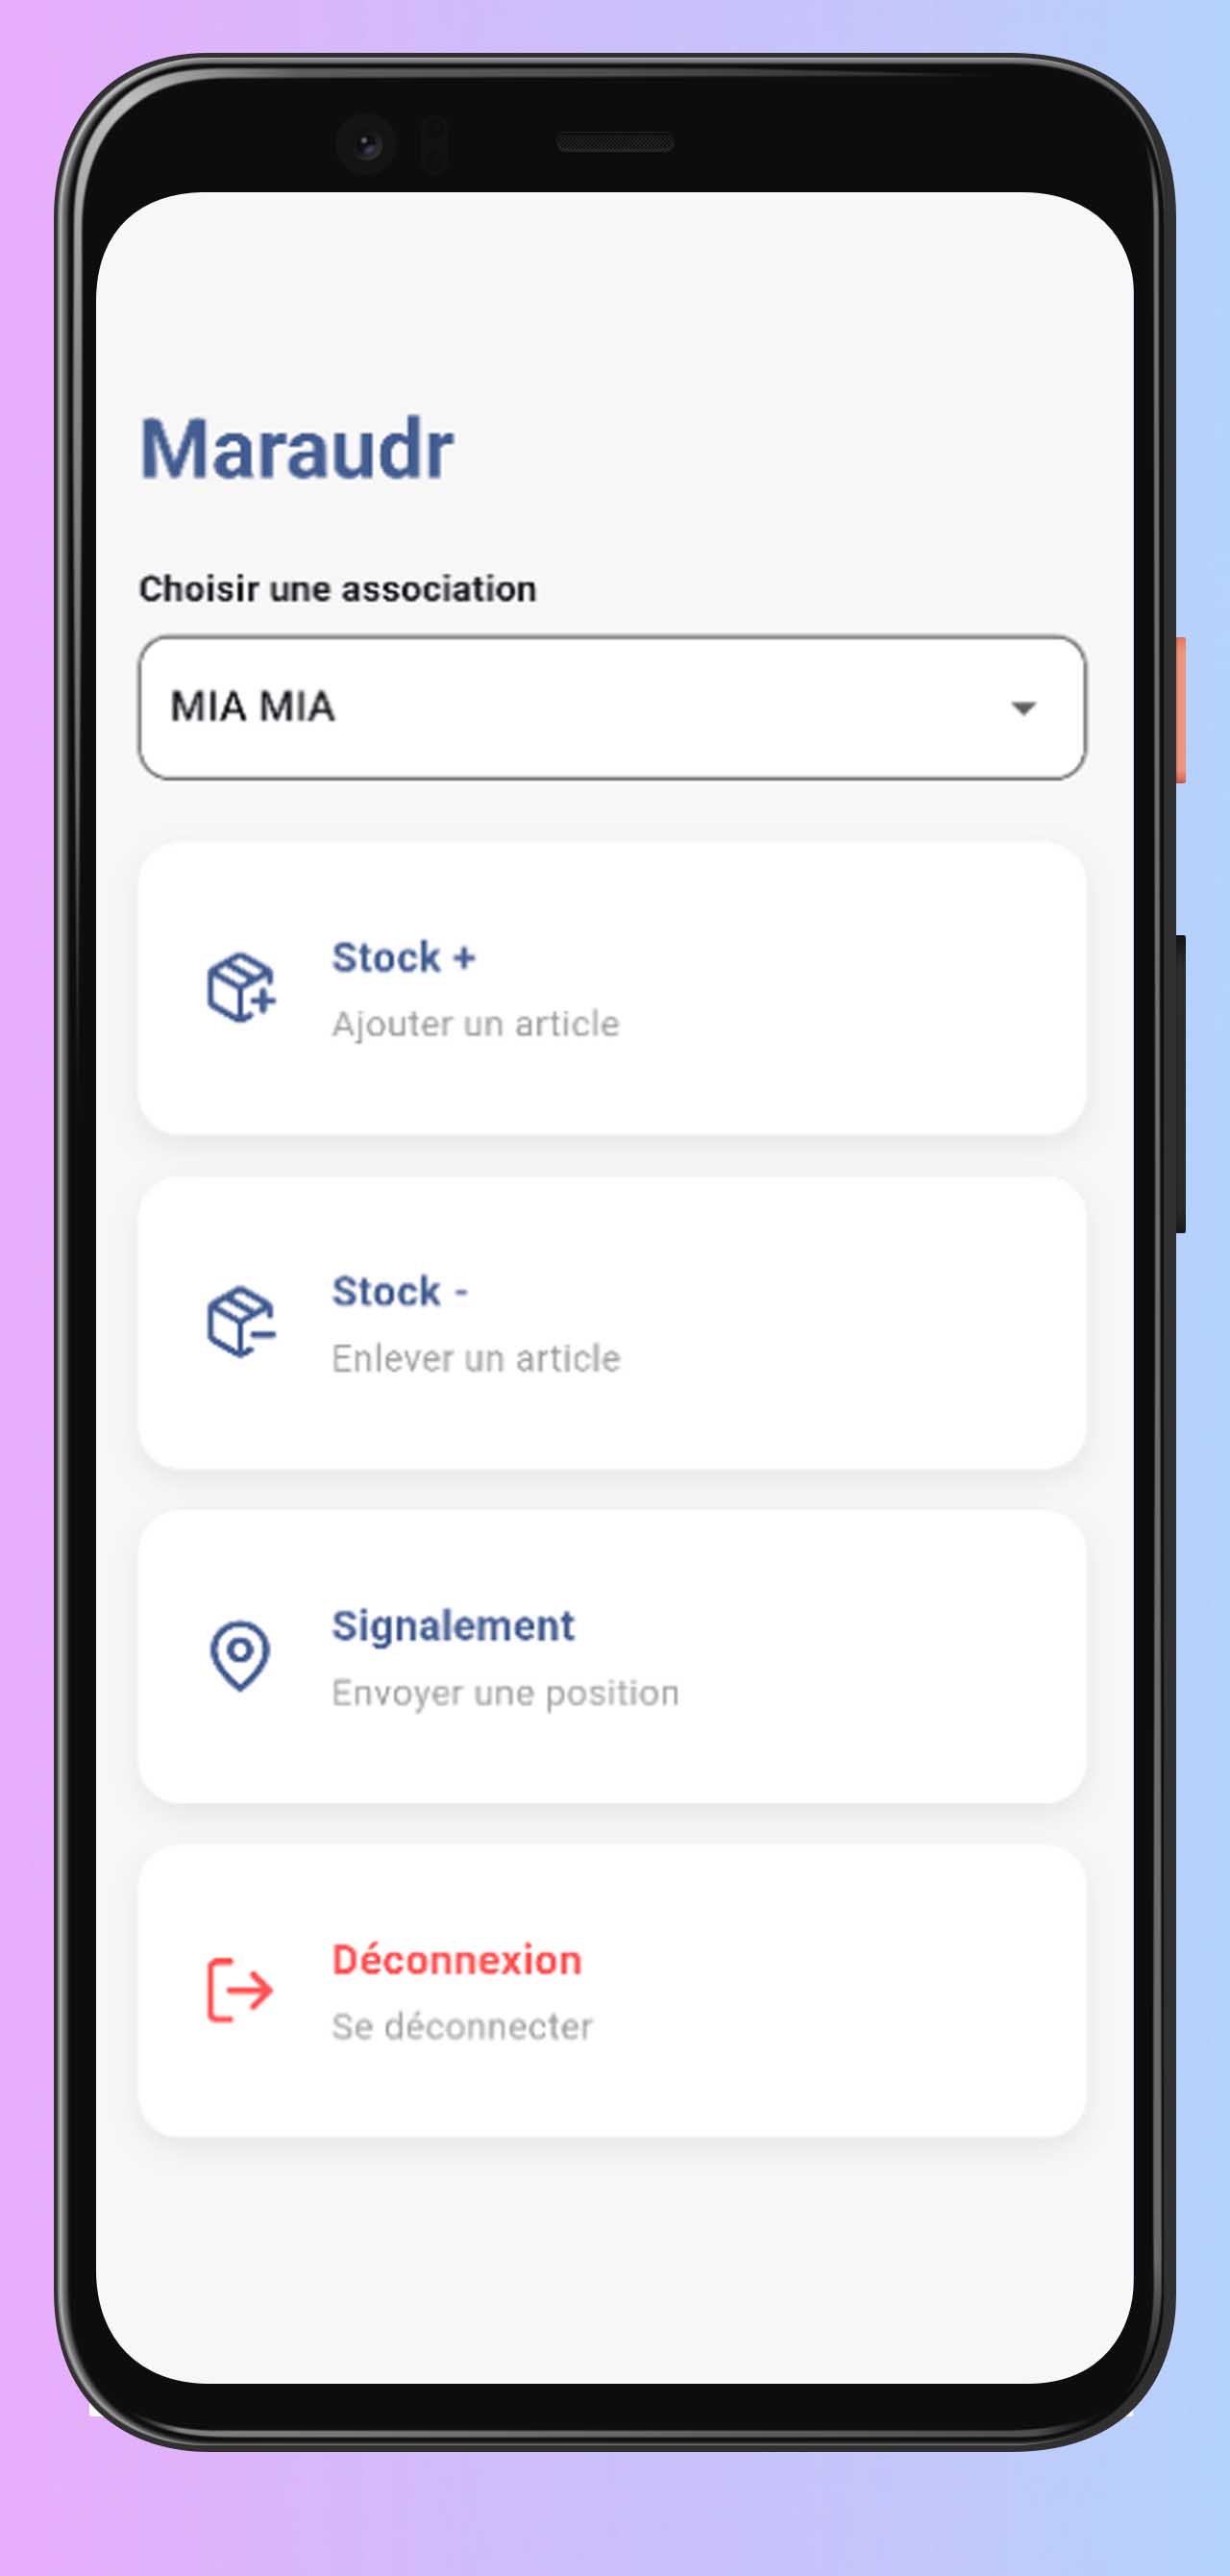 Maraudr
Choisir une association
MIA MIA
Stock +
Ajouter un article
Stock -
Enlever un article
Signalement
Envoyer une position
Déconnexion
Se déconnecter